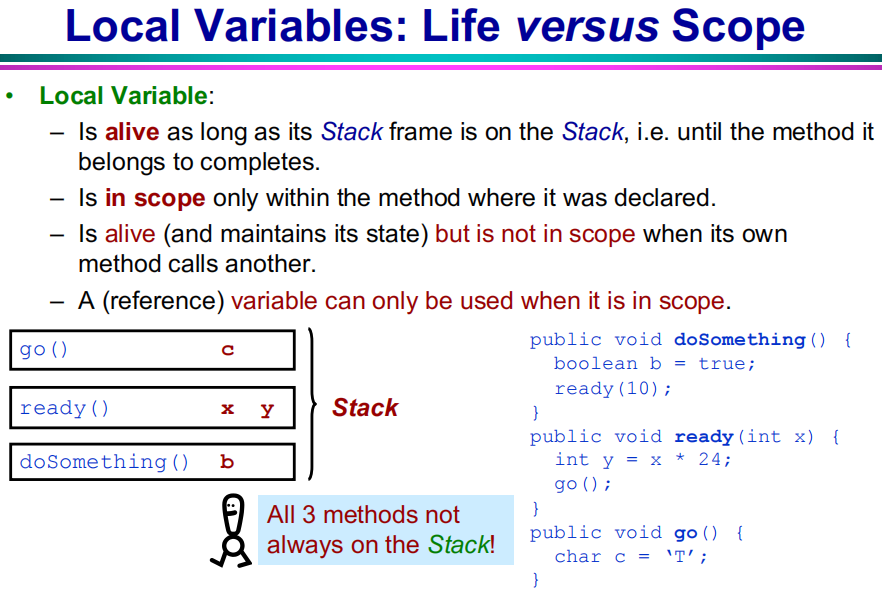 Local Variables: Life versus Scope
• Local Variable:
– Is alive as long as its Stack frame is on the Stack, i.e. until the method it
belongs to completes.
– Is in scope only within the method where it was declared.
– Is alive (and maintains its state) but is not in scope when its own
method calls another.
– A (reference) variable can only be used when it is in scope.
go() c
ready() x y
doSomething() b
Stack
All 3 methods not
always on the Stack!
public void doSomething() {
boolean b = true;
ready(10);
}
public void ready(int x) {
int y = x * 24;
go();
}
public void go() {
char c = ‘T’;
}